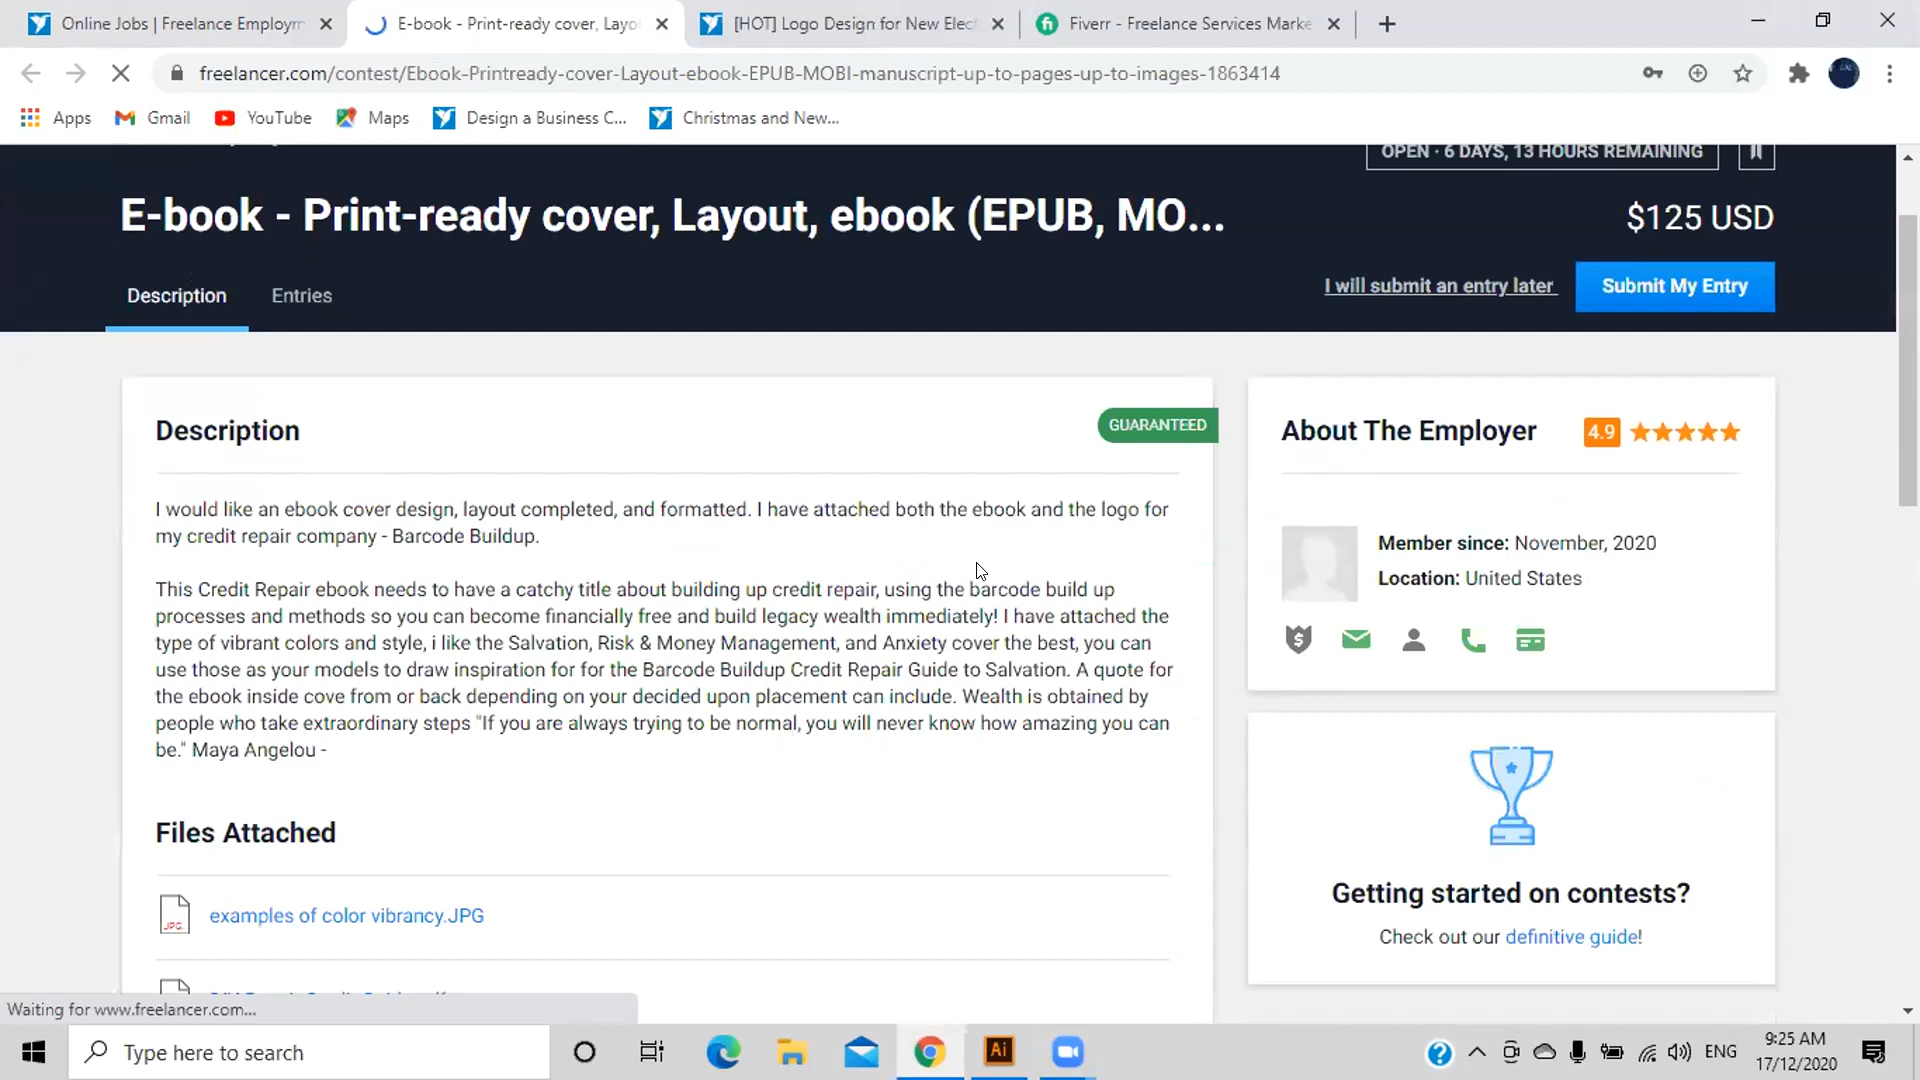 Online Jobs | Freelance Employm
E-book - Print-ready cover, Layo
[HOT] Logo Design for New Elect
Fiverr - Freelance Services Marke
freelancer.com/contest/Ebook-Printready-cover-Layout-ebook-EPUB-MOBI-manuscript-up-to-pages-up-to-images-1863414
Apps
Gmail
YouTube
Maps
Design a Business C...
Christmas and New...
OPEN · 6 DAYS, 13 HOURS REMAINING
E-book - Print-ready cover, Layout, ebook (EPUB, MO...
$125 USD
Description
Entries
I will submit an entry later
Submit My Entry
Description
GUARANTEED
I would like an ebook cover design, layout completed, and formatted. I have attached both the ebook and the logo for
my credit repair company - Barcode Buildup.
This Credit Repair ebook needs to have a catchy title about building up credit repair, using the barcode build up
processes and methods so you can become financially free and build legacy wealth immediately! I have attached the
type of vibrant colors and style, i like the Salvation, Risk & Money Management, and Anxiety cover the best, you can
use those as your models to draw inspiration for for the Barcode Buildup Credit Repair Guide to Salvation. A quote for
the ebook inside cove from or back depending on your decided upon placement can include. Wealth is obtained by
people who take extraordinary steps "If you are always trying to be normal, you will never know how amazing you can
be." Maya Angelou -
Files Attached
JPG
examples of color vibrancy.JPG
About The Employer
4.9
Member since: November, 2020
Location: United States
Getting started on contests?
Check out our definitive guide!
Waiting for www.freelancer.com...
Type here to search
Ai
ENG
9:25 AM
17/12/2020